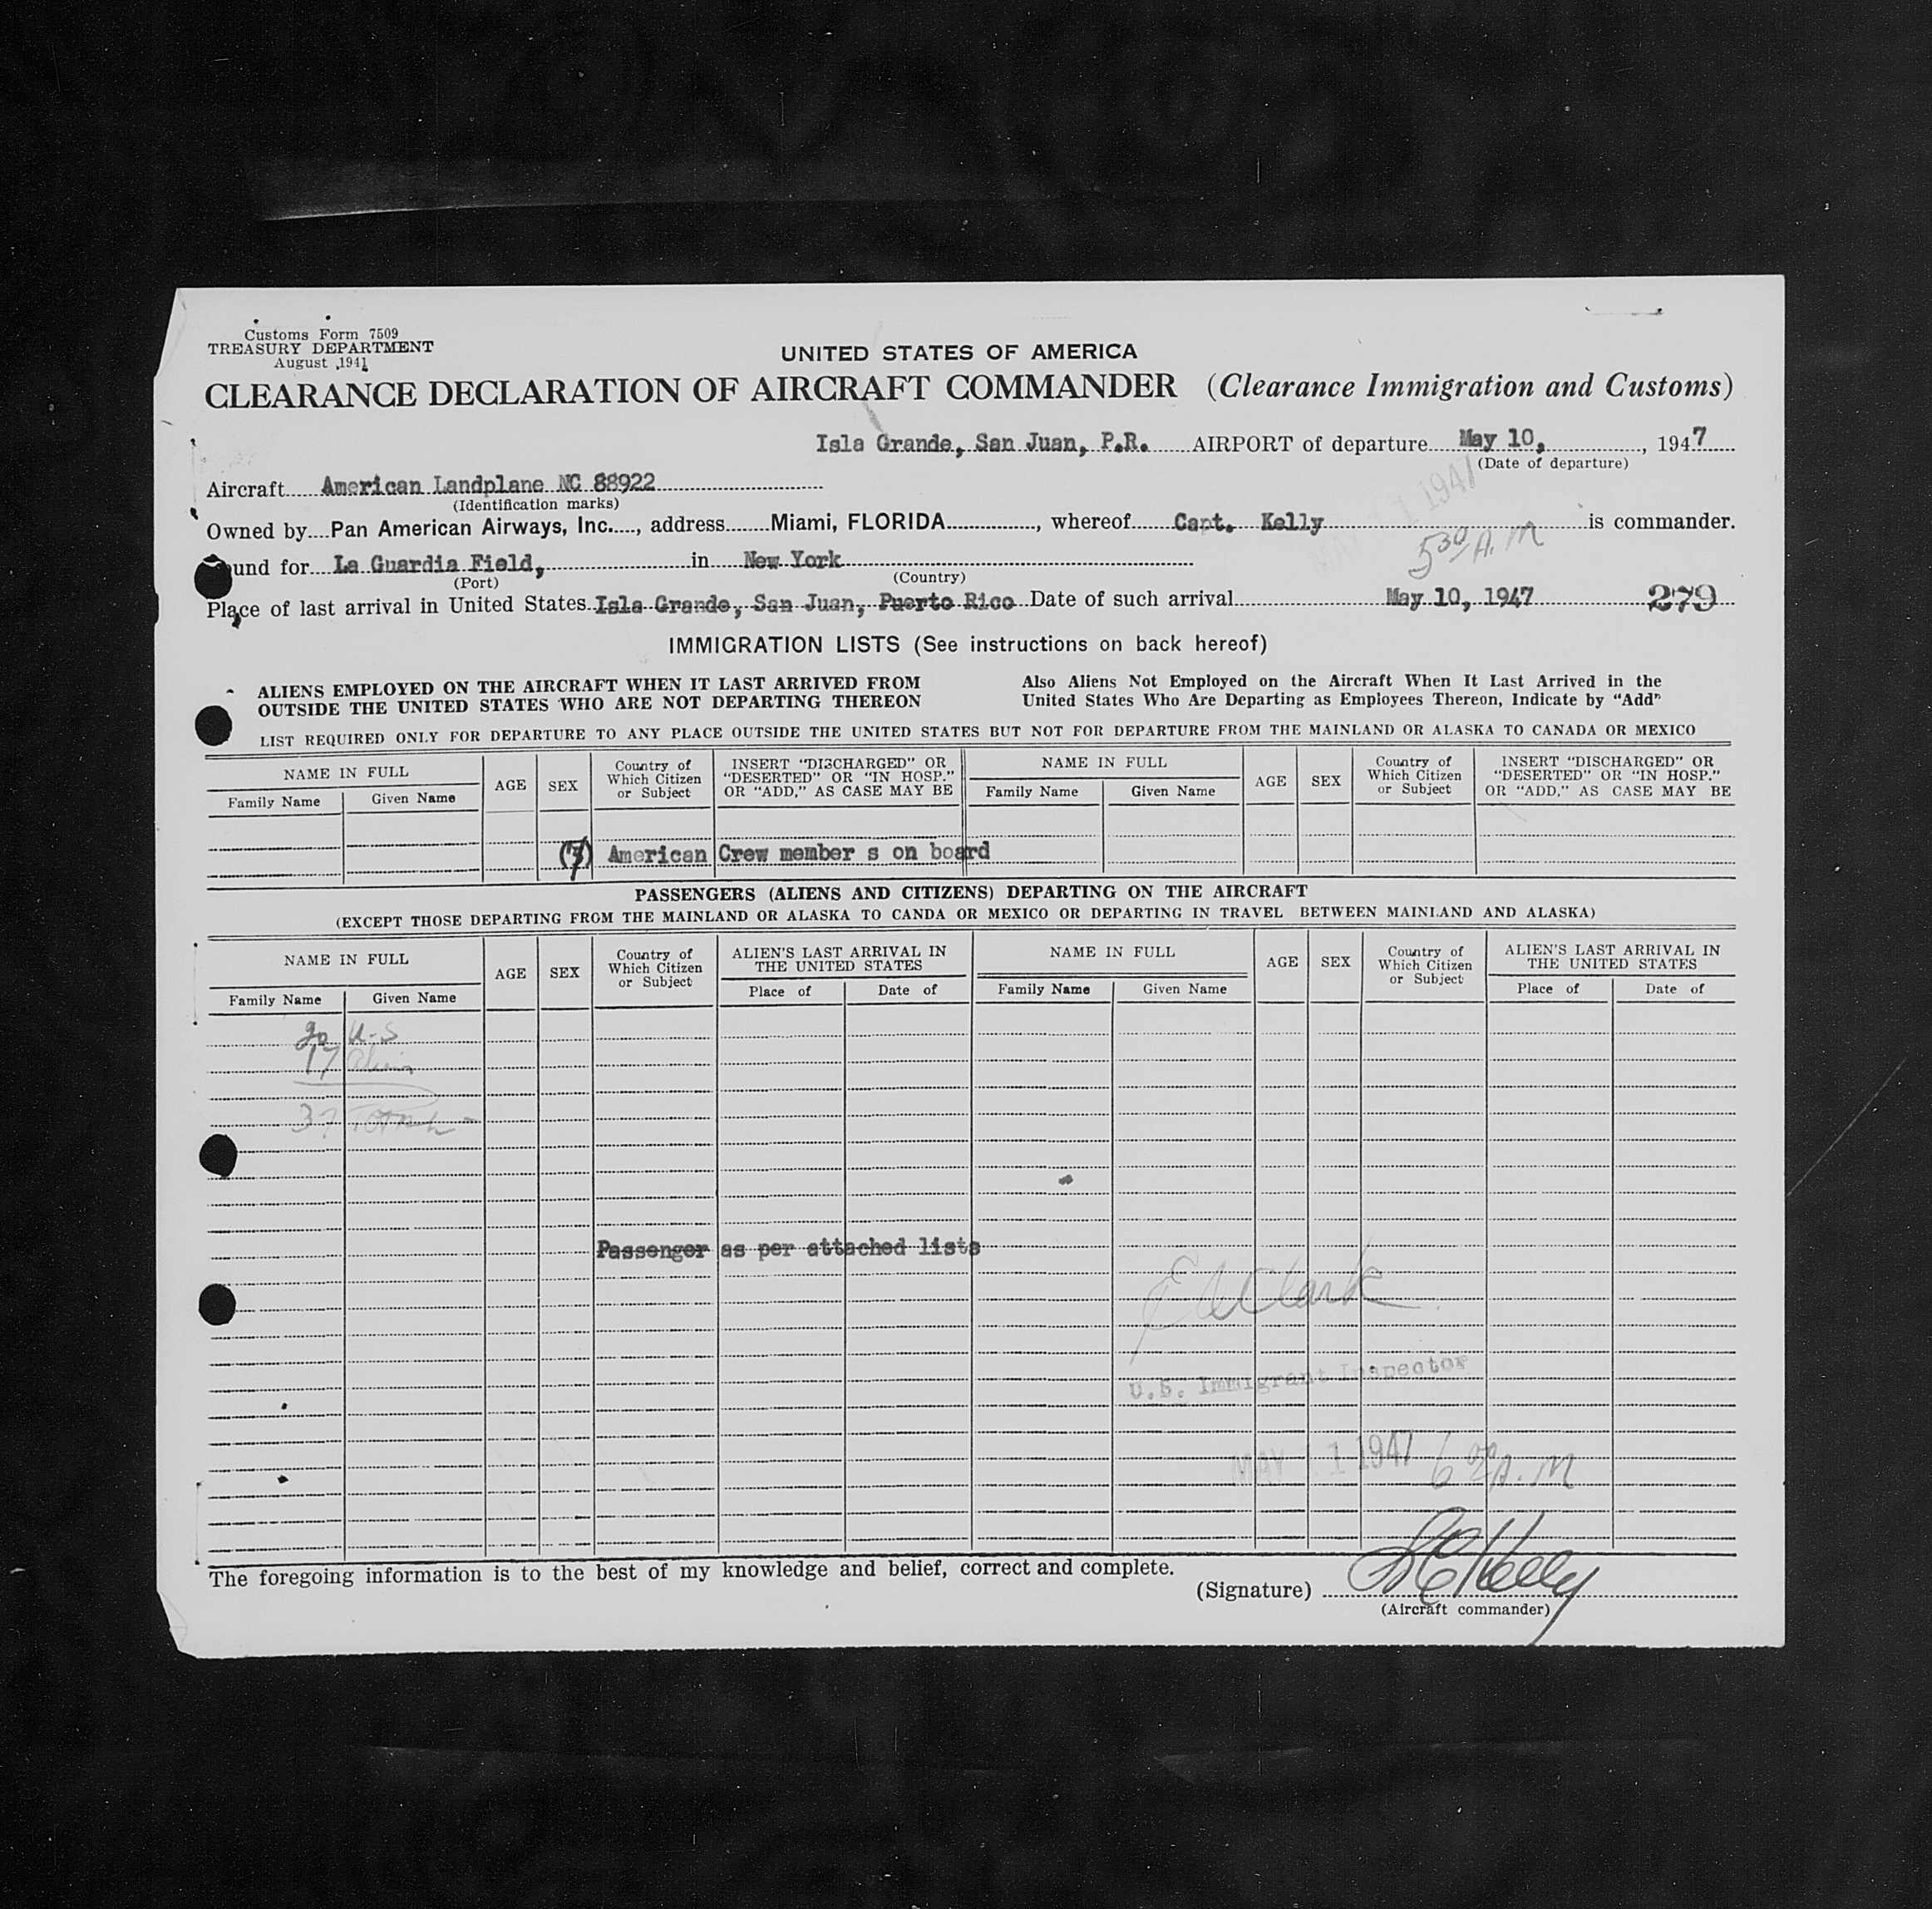 Customs Form 7509
TREASURY DEPARTMENT
August 1941
UNITED STATES OF AMERICA
CLEARANCE DECLARATION OF AIRCRAFT COMMANDER (Clearance Immigration and Customs)
Isla Grande, San Juan, P.R. AIRPORT of departure May 10, , 1947
(Date of departure)
Aircraft American Landplane NC 88922
(Identification marks)
MAY 11 1947
Owned by Pan American Airways, Inc. , address Miami, FLORIDA , whereof Capt. Kelly is commander.
5 30 A.M
und for La Guardia Field, in New York
(Port) (Country)
Place of last arrival in United States Isla Grande, San Juan, Puerto Rico Date of such arrival May 10, 1947 279
IMMIGRATION LISTS (See instructions on back hereof)
ALIENS EMPLOYED ON THE AIRCRAFT WHEN IT LAST ARRIVED FROM Also Aliens Not Employed on the Aircraft When It Last Arrived in the
OUTSIDE THE UNITED STATES WHO ARE NOT DEPARTING THEREON United States Who Are Departing as Employees Thereon, Indicate by "Add"
LIST REQUIRED ONLY FOR DEPARTURE TO ANY PLACE OUTSIDE THE UNITED STATES BUT NOT FOR DEPARTURE FROM THE MAINLAND OR ALASKA TO CANADA OR MEXICO
NAME IN FULL AGE SEX Country of Which Citizen or Subject INSERT "DISCHARGED" OR "DESERTED" OR "IN HOSP." OR "ADD," AS CASE MAY BE NAME IN FULL AGE SEX Country of Which Citizen or Subject INSERT "DISCHARGED" OR "DESERTED" OR "IN HOSP." OR "ADD," AS CASE MAY BE
Family Name Given Name Family Name Given Name
(7) American Crew member s on board
PASSENGERS (ALIENS AND CITIZENS) DEPARTING ON THE AIRCRAFT
(EXCEPT THOSE DEPARTING FROM THE MAINLAND OR ALASKA TO CANDA OR MEXICO OR DEPARTING IN TRAVEL BETWEEN MAINLAND AND ALASKA)
NAME IN FULL AGE SEX Country of Which Citizen or Subject ALIEN'S LAST ARRIVAL IN THE UNITED STATES NAME IN FULL AGE SEX Country of Which Citizen or Subject ALIEN'S LAST ARRIVAL IN THE UNITED STATES
Family Name Given Name Place of Date of Family Name Given Name Place of Date of
20 U-S
17 alien
37 Total
Passenger as per attached lists
Clark
U.S. Immigrant Inspector
MAY 11 1947 6 A.M
The foregoing information is to the best of my knowledge and belief, correct and complete.
(Signature) Kelly
(Aircraft commander)